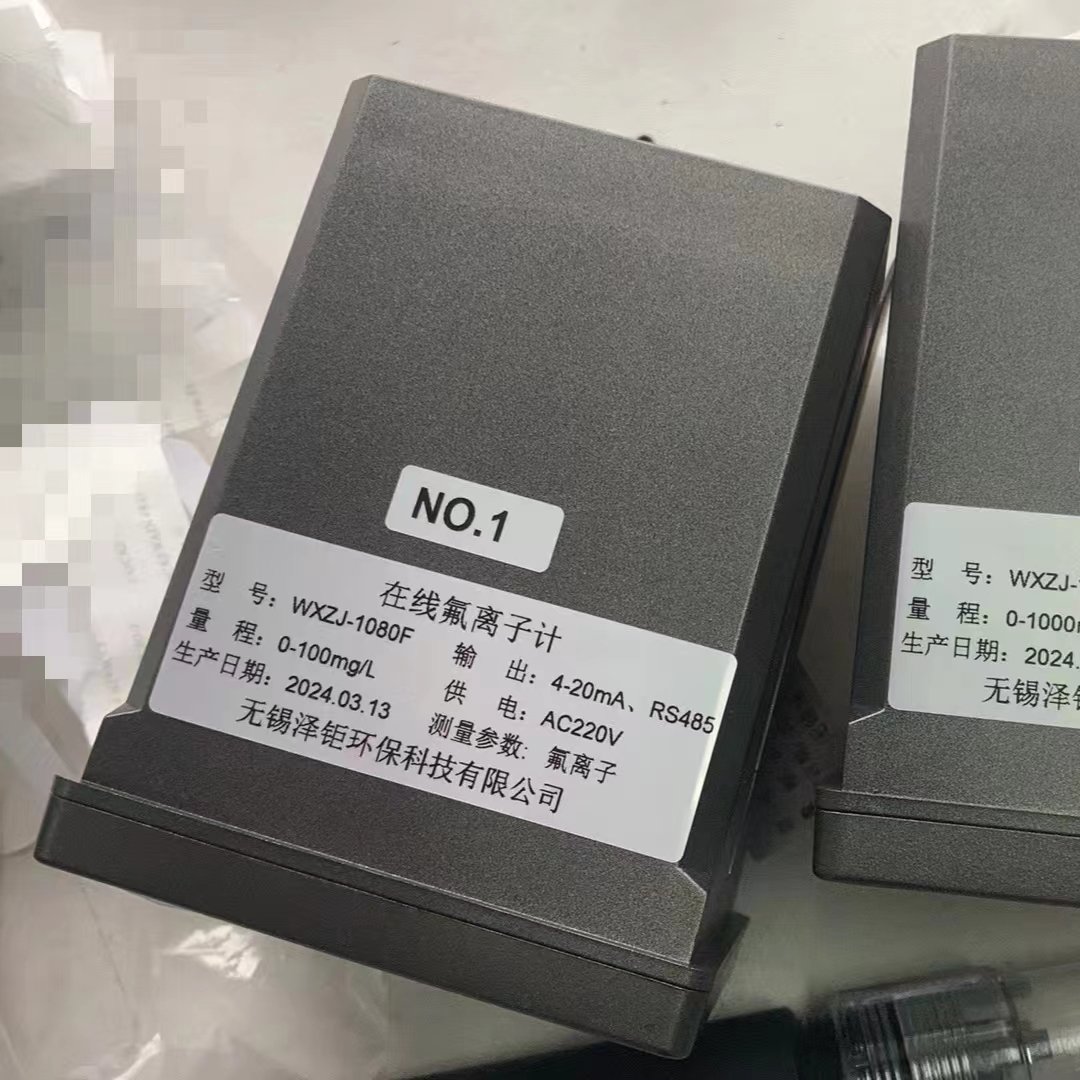 NO.1
在线氟离子计
型 号：WXZJ-1080F 输 出：4-20mA、RS485
量 程：0-100mg/L 供 电：AC220V
生产日期：2024.03.13 测量参数: 氟离子
无锡泽钜环保科技有限公司
型 号：WXZJ-
量 程：0-1000
生产日期：2024.
无锡泽